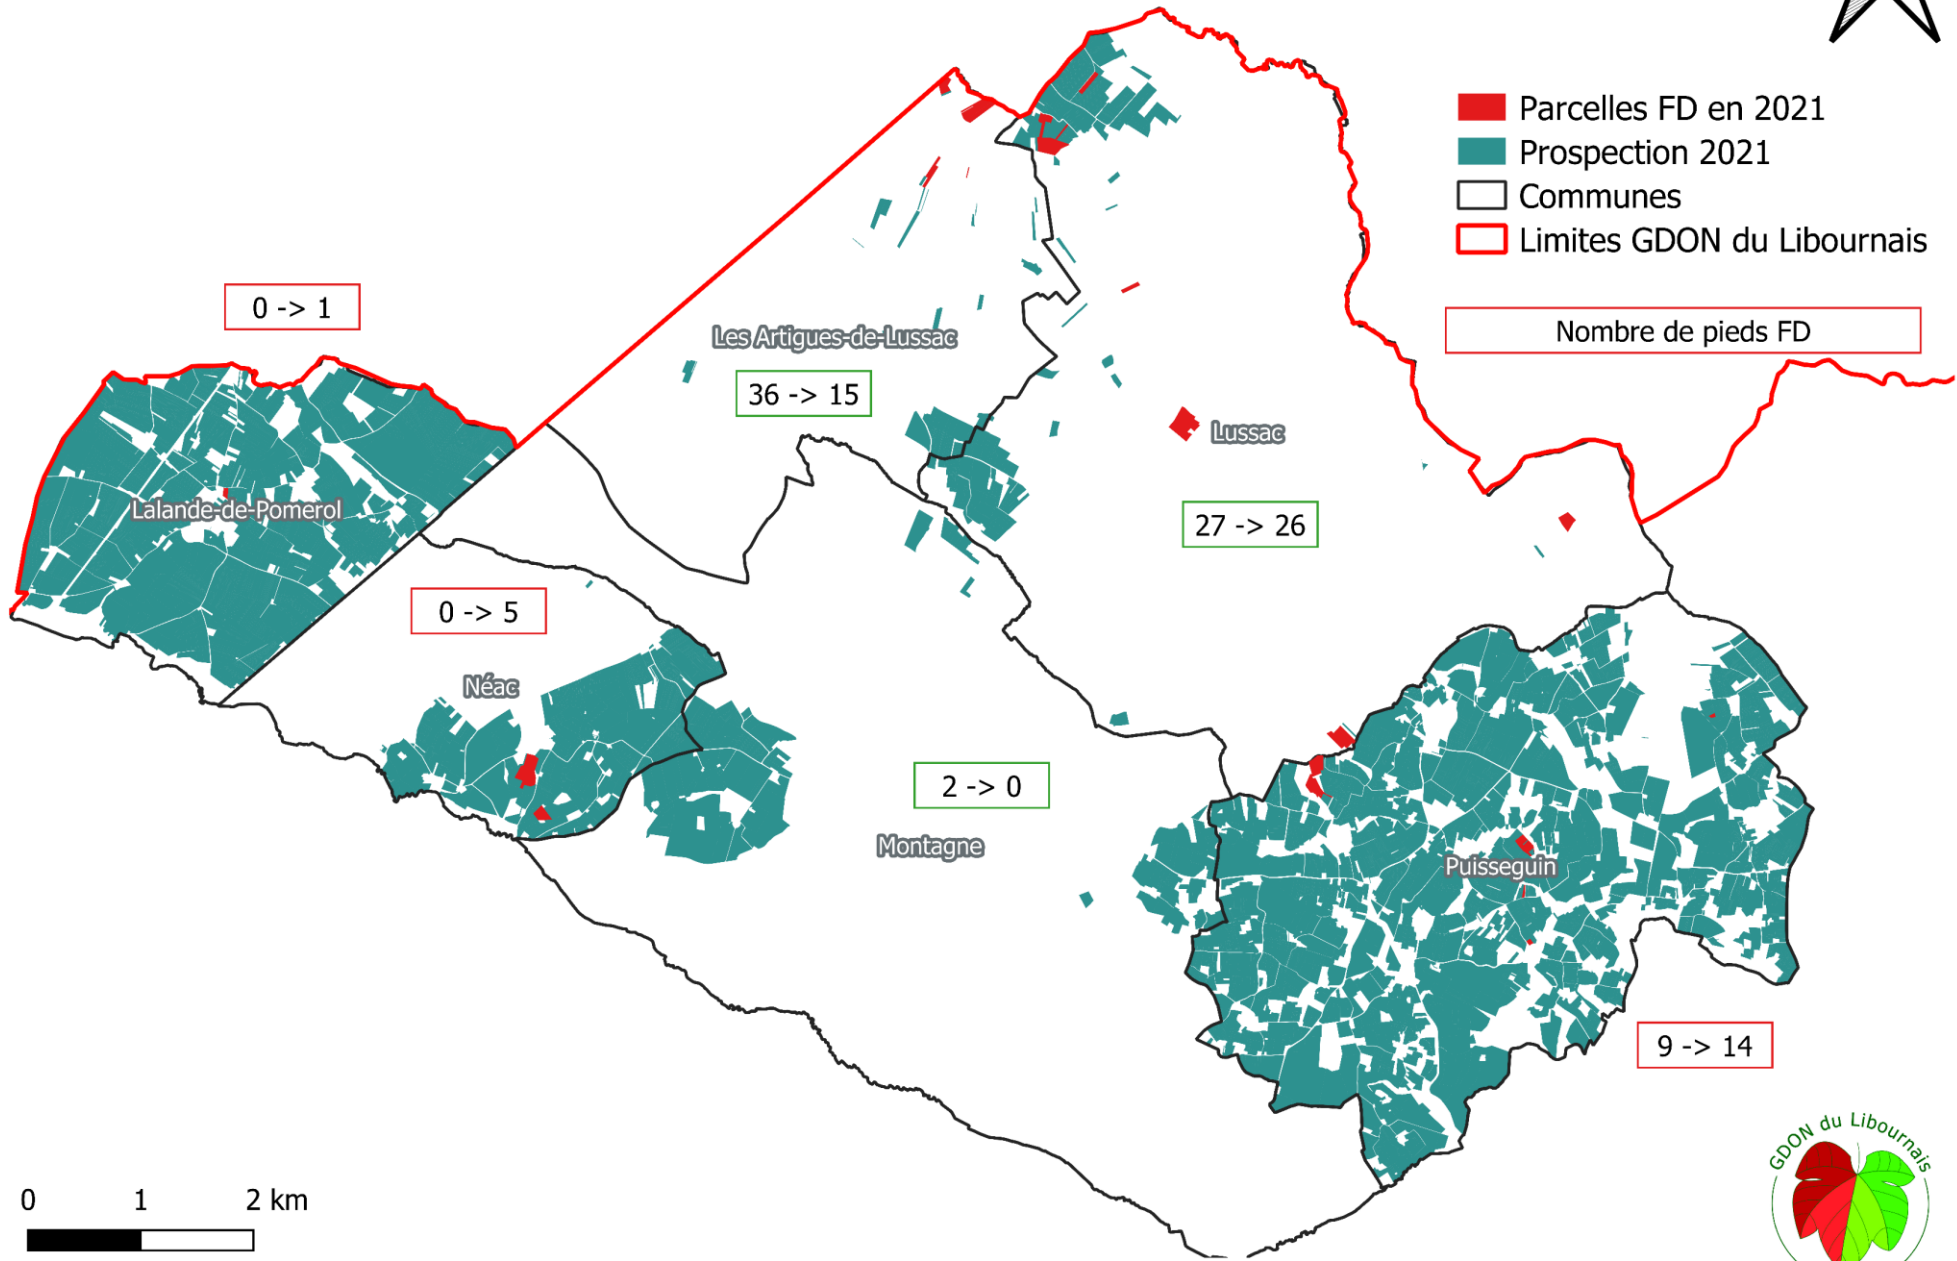 Parcelles FD en 2021
Prospection 2021
Communes
Limites GDON du Libournais
Nombre de pieds FD
0 -> 1
Les Artigues-de-Lussac
36 -> 15
Lussac
27 -> 26
Lalande-de-Pomerol
0 -> 5
Néac
2 -> 0
Montagne
Puisseguin
9 -> 14
0 1 2 km
GDON du Libournais